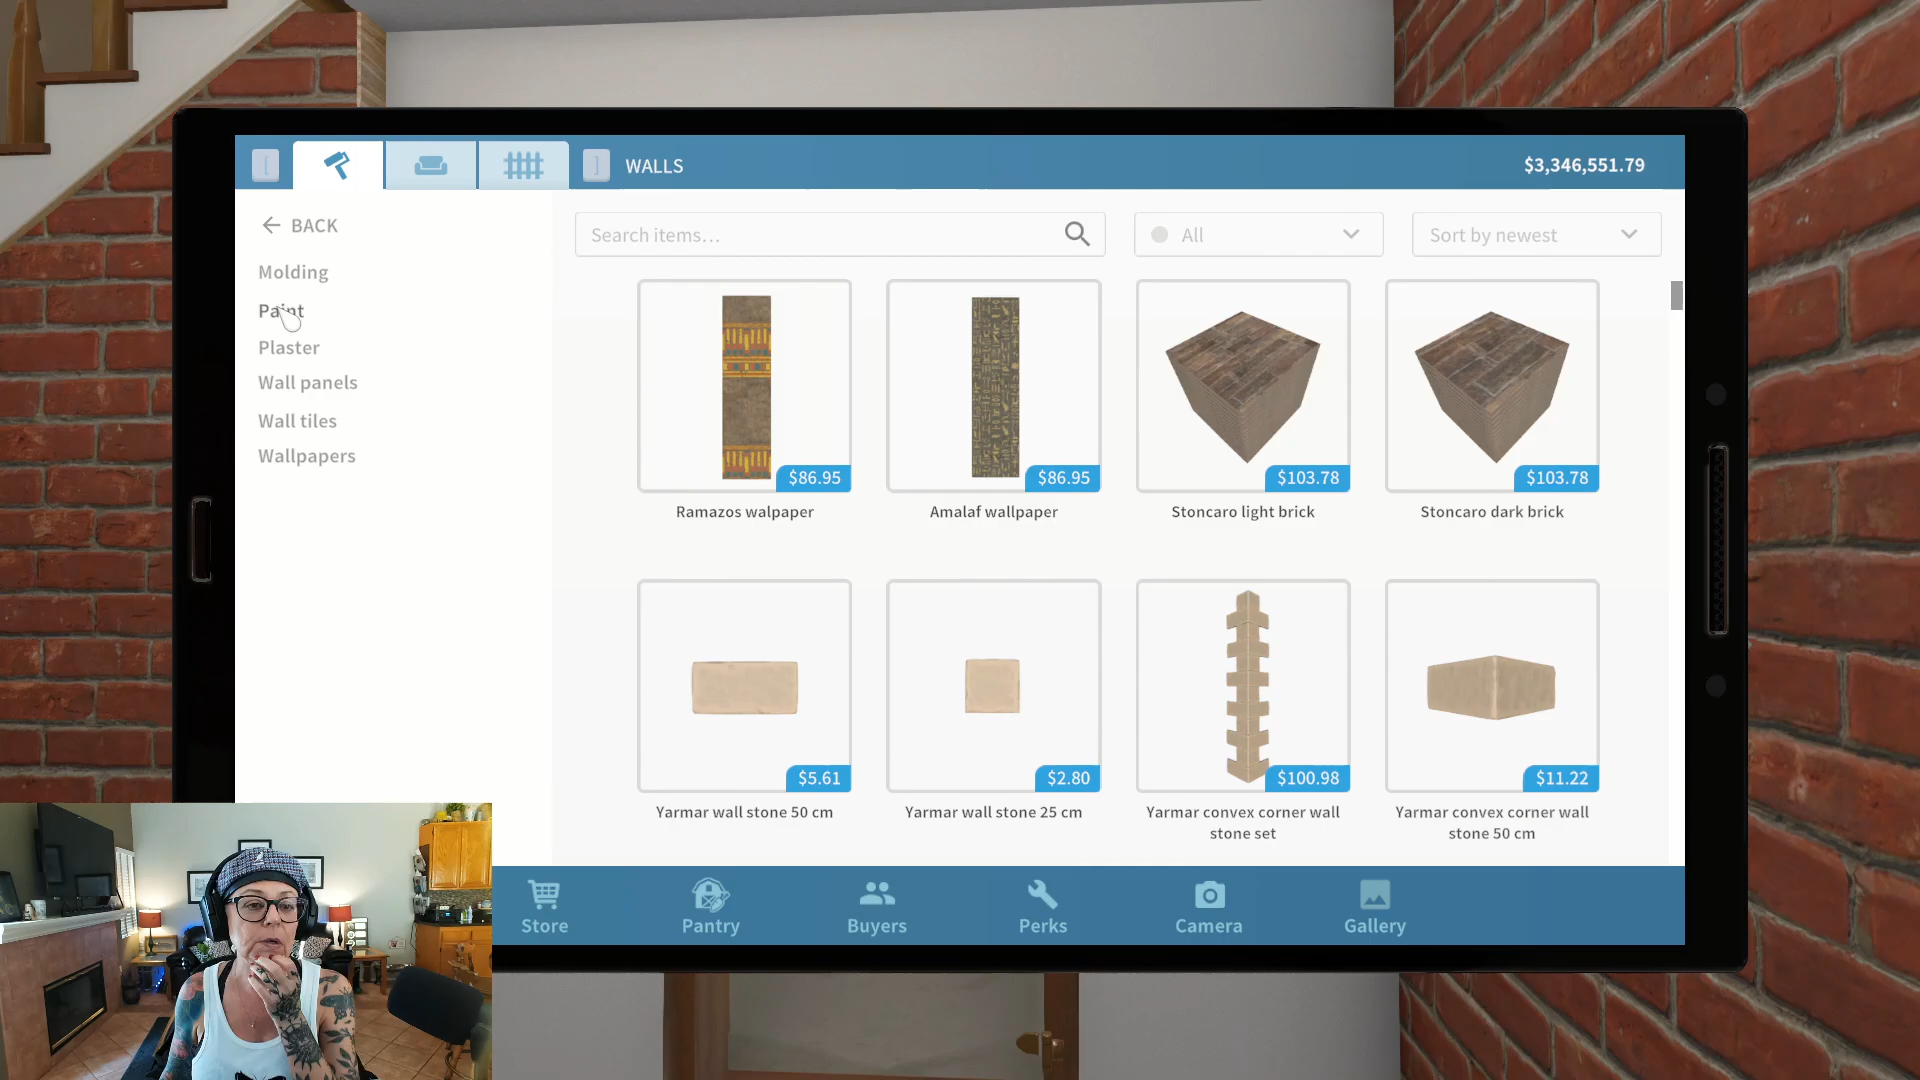 [
] WALLS
$3,346,551.79
BACK
Search items...
All
Sort by newest
Molding
Paint
Plaster
Wall panels
Wall tiles
Wallpapers
$86.95
$86.95
$103.78
$103.78
Ramazos walpaper
Amalaf wallpaper
Stoncaro light brick
Stoncaro dark brick
$5.61
$2.80
$100.98
$11.22
Yarmar wall stone 50 cm
Yarmar wall stone 25 cm
Yarmar convex corner wall
stone set
Yarmar convex corner wall
stone 50 cm
Store
Pantry
Buyers
Perks
Camera
Gallery